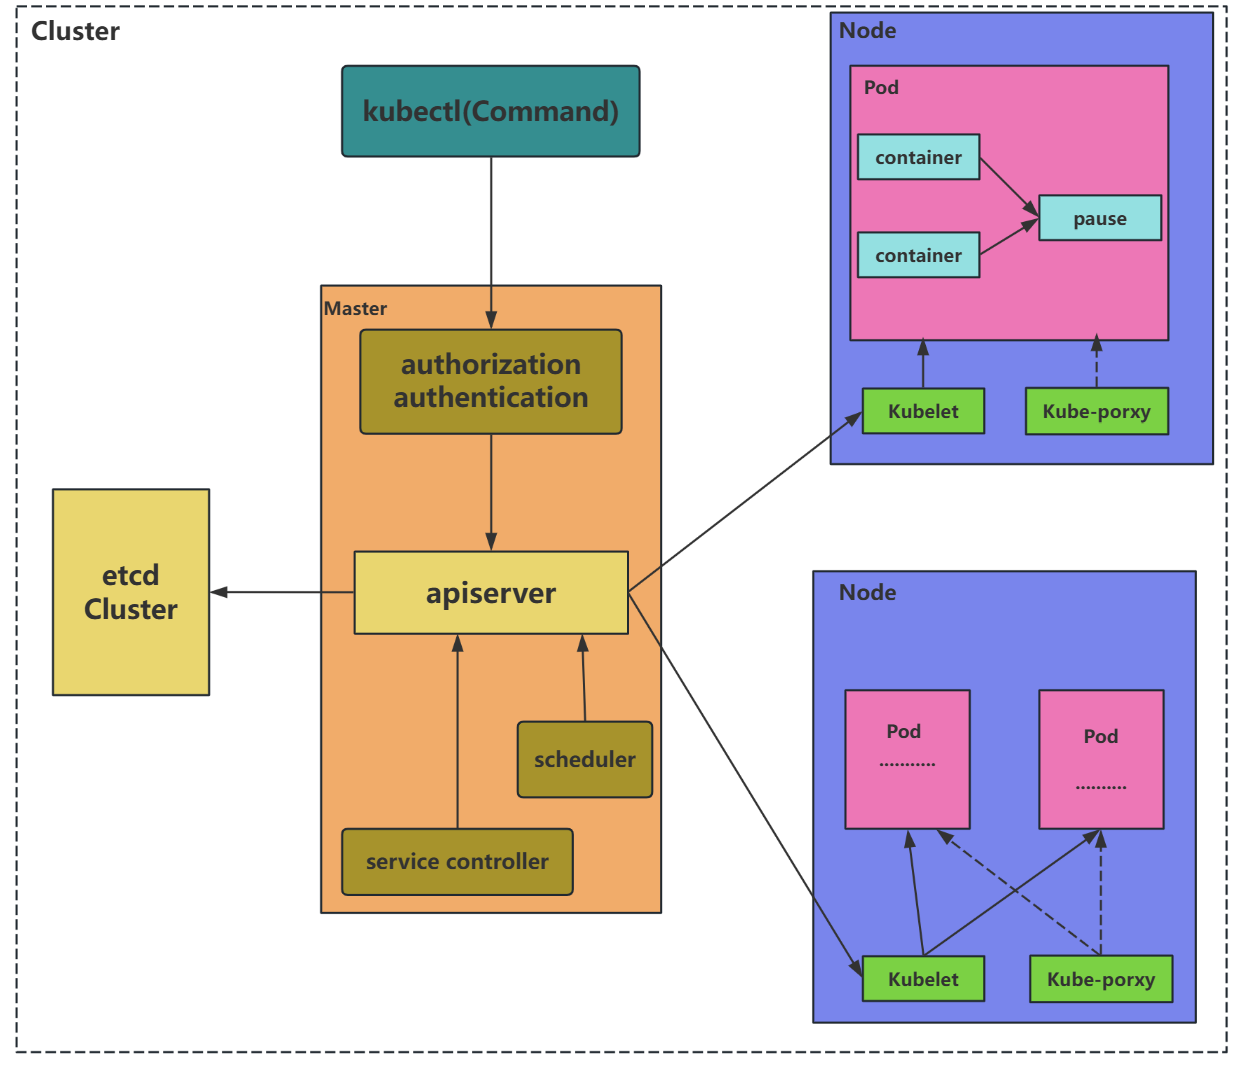 Cluster
kubectl(Command)
Master
authorization
authentication
apiserver
etcd
Cluster
scheduler
service controller
Node
Pod
container
container
pause
Kubelet
Kube-porxy
Node
Pod
...........
Pod
..........
Kubelet
Kube-porxy